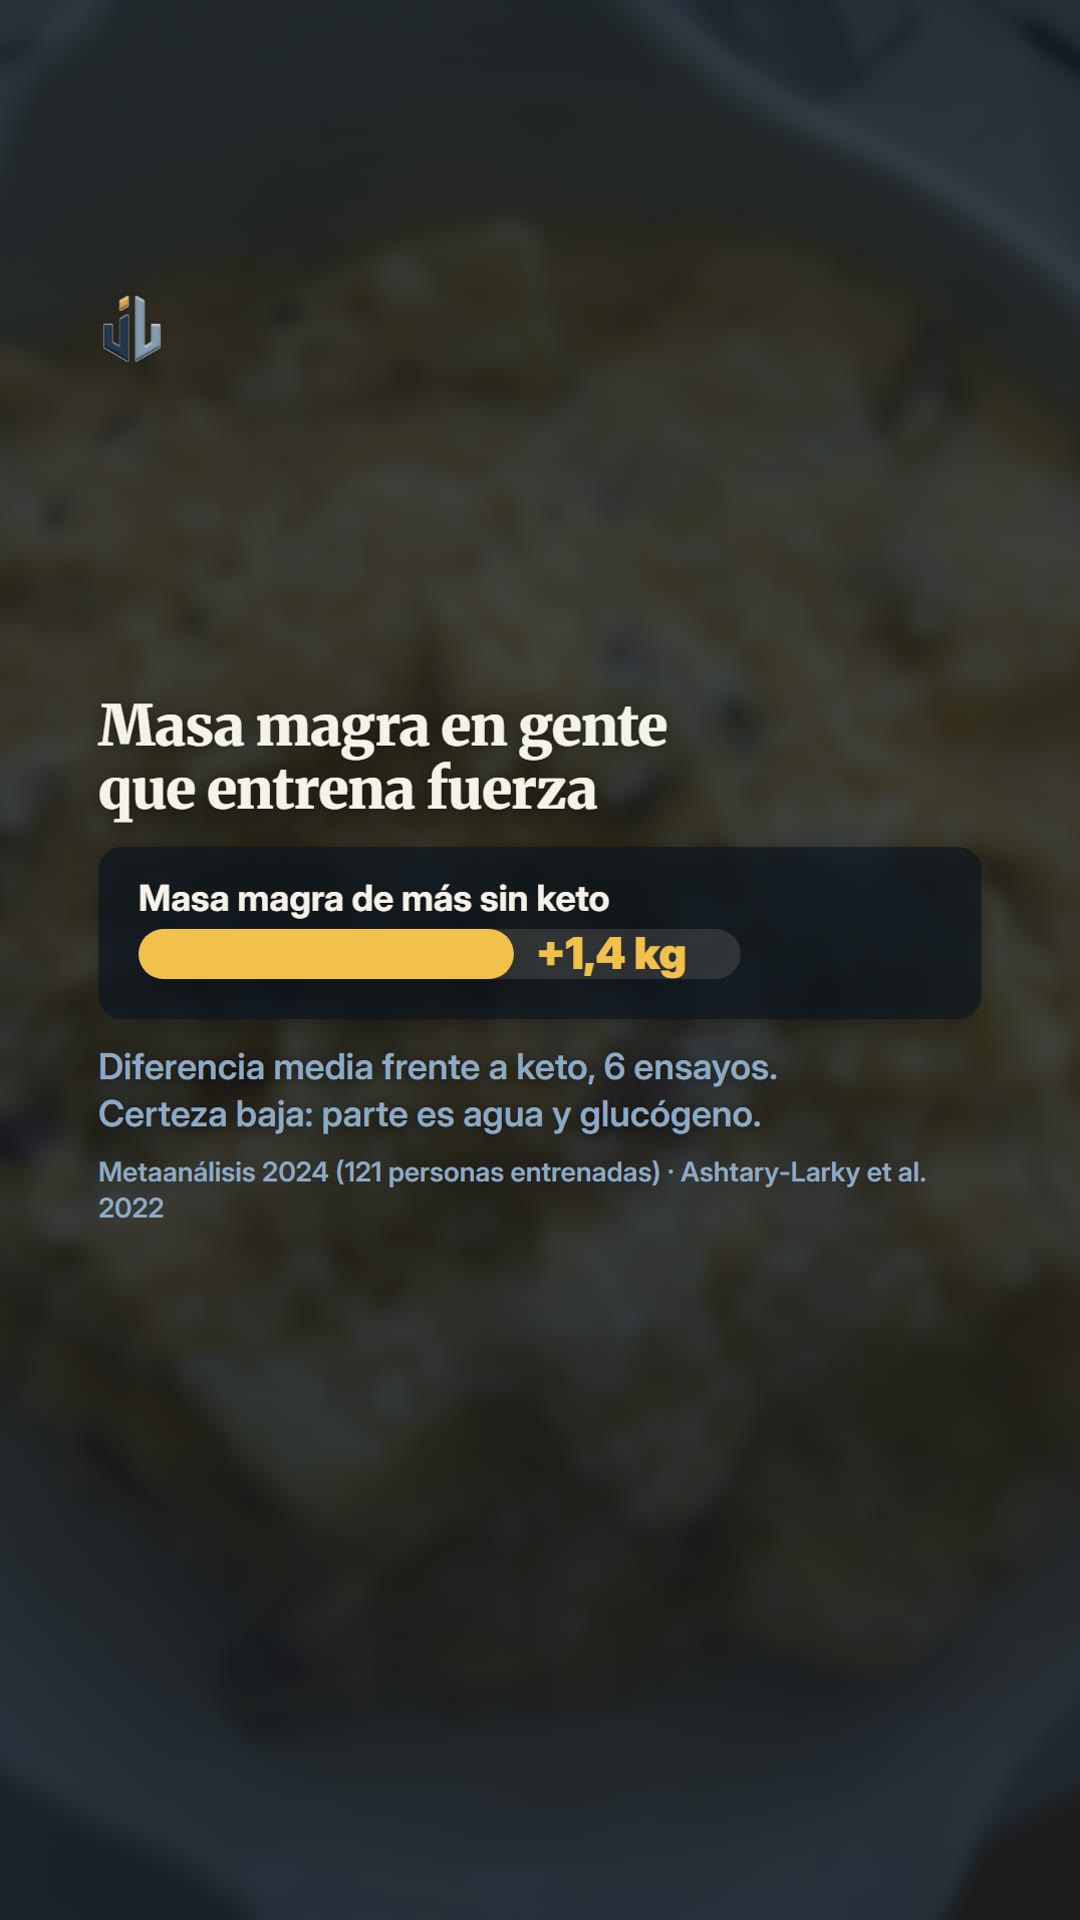 Masa magra en gente
que entrena fuerza
Masa magra de más sin keto
+1,4 kg
Diferencia media frente a keto, 6 ensayos.
Certeza baja: parte es agua y glucógeno.
Metaanálisis 2024 (121 personas entrenadas) · Ashtary-Larky et al.
2022